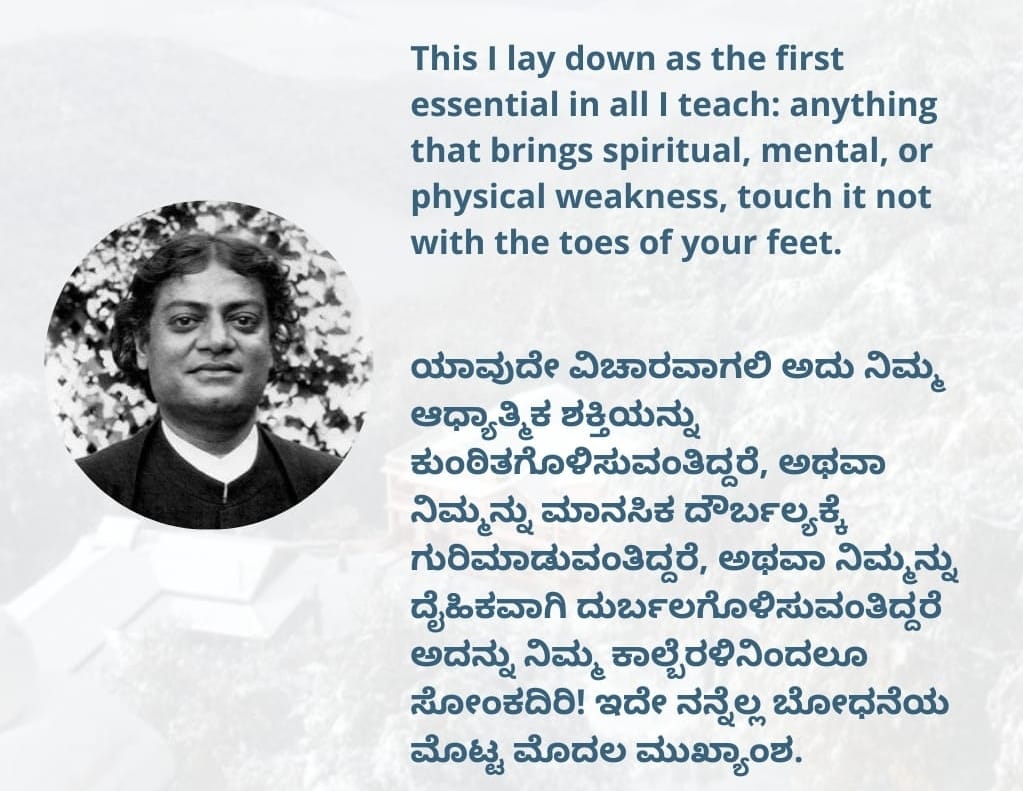 This I lay down as the first
essential in all I teach: anything
that brings spiritual, mental, or
physical weakness, touch it not
with the toes of your feet.
ಯಾವುದೇ ವಿಚಾರವಾಗಲಿ ಅದು ನಿಮ್ಮ
ಆಧ್ಯಾತ್ಮಿಕ ಶಕ್ತಿಯನ್ನು
ಕುಂಠಿತಗೊಳಿಸುವಂತಿದ್ದರೆ, ಅಥವಾ
ನಿಮ್ಮನ್ನು ಮಾನಸಿಕ ದೌರ್ಬಲ್ಯಕ್ಕೆ
ಗುರಿಮಾಡುವಂತಿದ್ದರೆ, ಅಥವಾ ನಿಮ್ಮನ್ನು
ದೈಹಿಕವಾಗಿ ದುರ್ಬಲಗೊಳಿಸುವಂತಿದ್ದರೆ
ಅದನ್ನು ನಿಮ್ಮ ಕಾಲ್ಬೆರಳಿನಿಂದಲೂ
ಸೋಂಕದಿರಿ! ಇದೇ ನನ್ನೆಲ್ಲ ಬೋಧನೆಯ
ಮೊಟ್ಟ ಮೊದಲ ಮುಖ್ಯಾಂಶ.